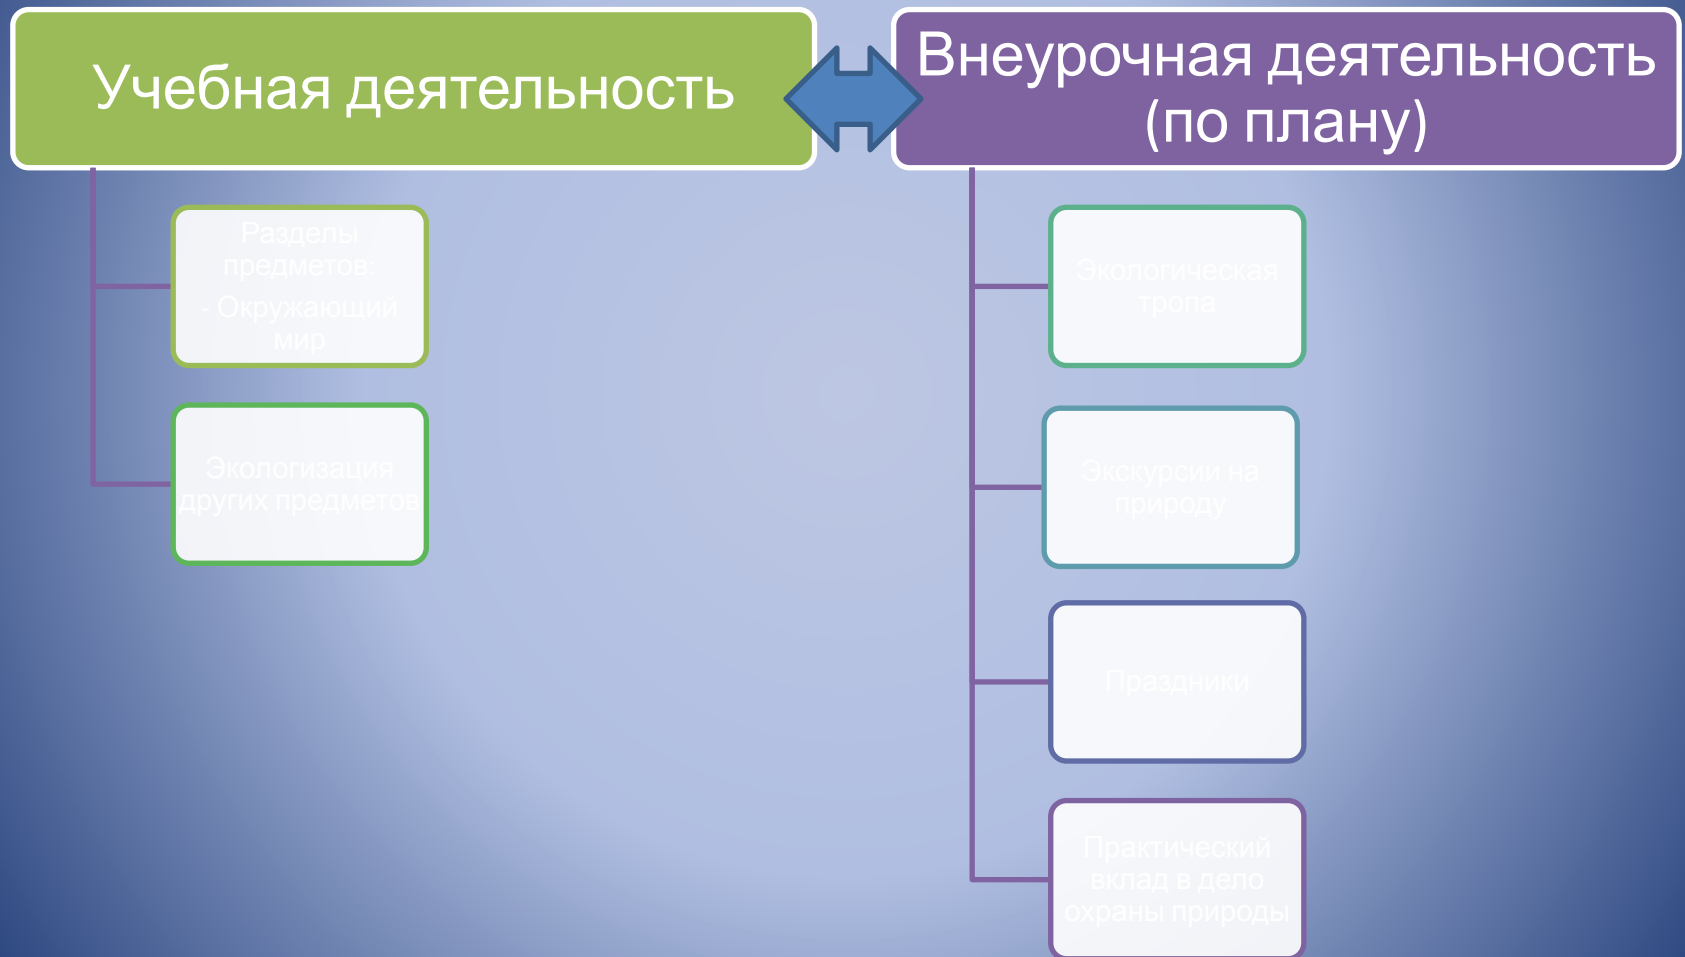 Учебная деятельность
Внеурочная деятельность
(по плану)
Разделы
предметов:
- Окружающий
мир
Экологизация
других предметов
Экологическая
тропа
Экскурсии на
природу
Праздники
Практический
вклад в дело
охраны природы